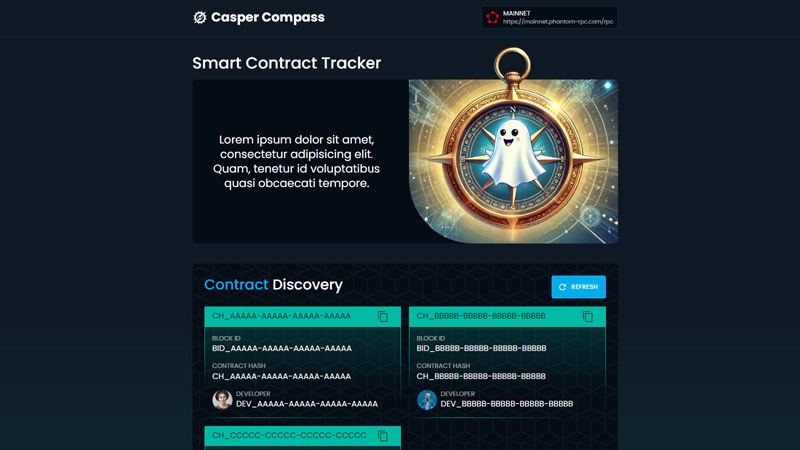 Casper Compass
MAINNET
https://mainnet.phantom-rpc.com/rpc
Smart Contract Tracker
Lorem ipsum dolor sit amet,
consectetur adipisicing elit.
Quam, tenetur id voluptatibus
quasi obcaecati tempore.
N
Contract Discovery
REFRESH
CH_AAAAA-AAAAA-AAAAA-AAAAA
BLOCK ID
BID_AAAAA-AAAAA-AAAAA-AAAAA
CONTRACT HASH
CH_AAAAA-AAAAA-AAAAA-AAAAA
DEVELOPER
DEV_AAAAA-AAAAA-AAAAA-AAAAA
CH_BBBBB-BBBBB-BBBBB-BBBBB
BLOCK ID
BID_BBBBB-BBBBB-BBBBB-BBBBB
CONTRACT HASH
CH_BBBBB-BBBBB-BBBBB-BBBBB
DEVELOPER
DEV_BBBBB-BBBBB-BBBBB-BBBBB
CH_CCCCC-CCCCC-CCCCC-CCCCC